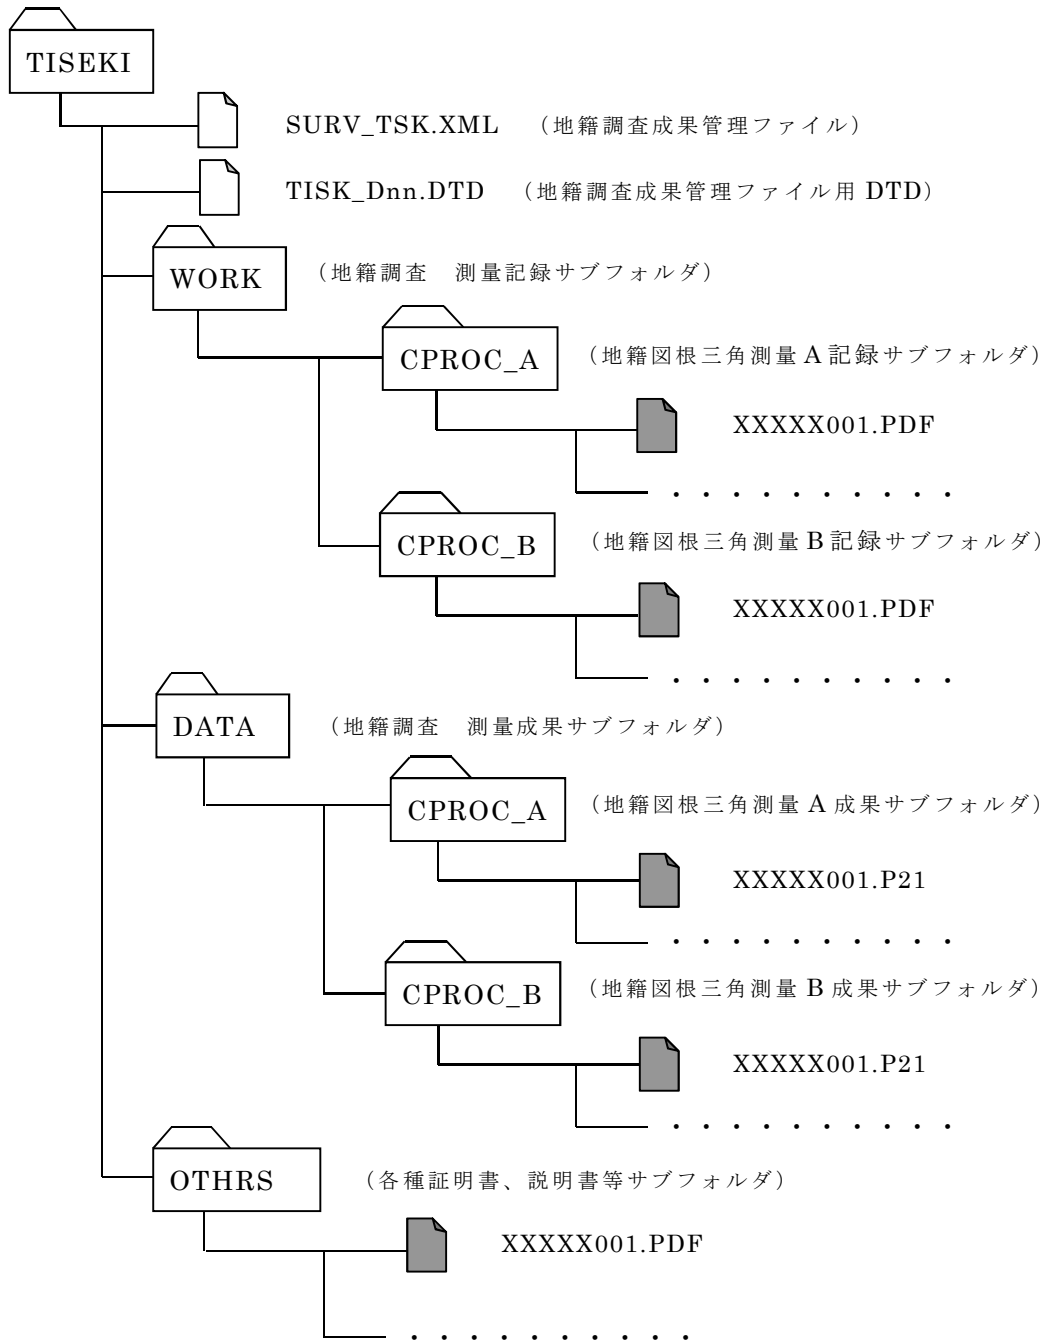 TISEKI
SURV_TSK.XML (地籍調査成果管理ファイル)
TISK_Dnn.DTD (地籍調査成果管理ファイル用 DTD)
WORK (地籍調査 測量記録サブフォルダ)
CPROC_A (地籍図根三角測量 A 記録サブフォルダ)
XXXXX001.PDF
・・・・・・・・・・
CPROC_B (地籍図根三角測量 B 記録サブフォルダ)
XXXXX001.PDF
・・・・・・・・・・
DATA (地籍調査 測量成果サブフォルダ)
CPROC_A (地籍図根三角測量 A 成果サブフォルダ)
XXXXX001.P21
・・・・・・・・・・
CPROC_B (地籍図根三角測量 B 成果サブフォルダ)
XXXXX001.P21
・・・・・・・・・・
OTHRS (各種証明書、説明書等サブフォルダ)
XXXXX001.PDF
・・・・・・・・・・